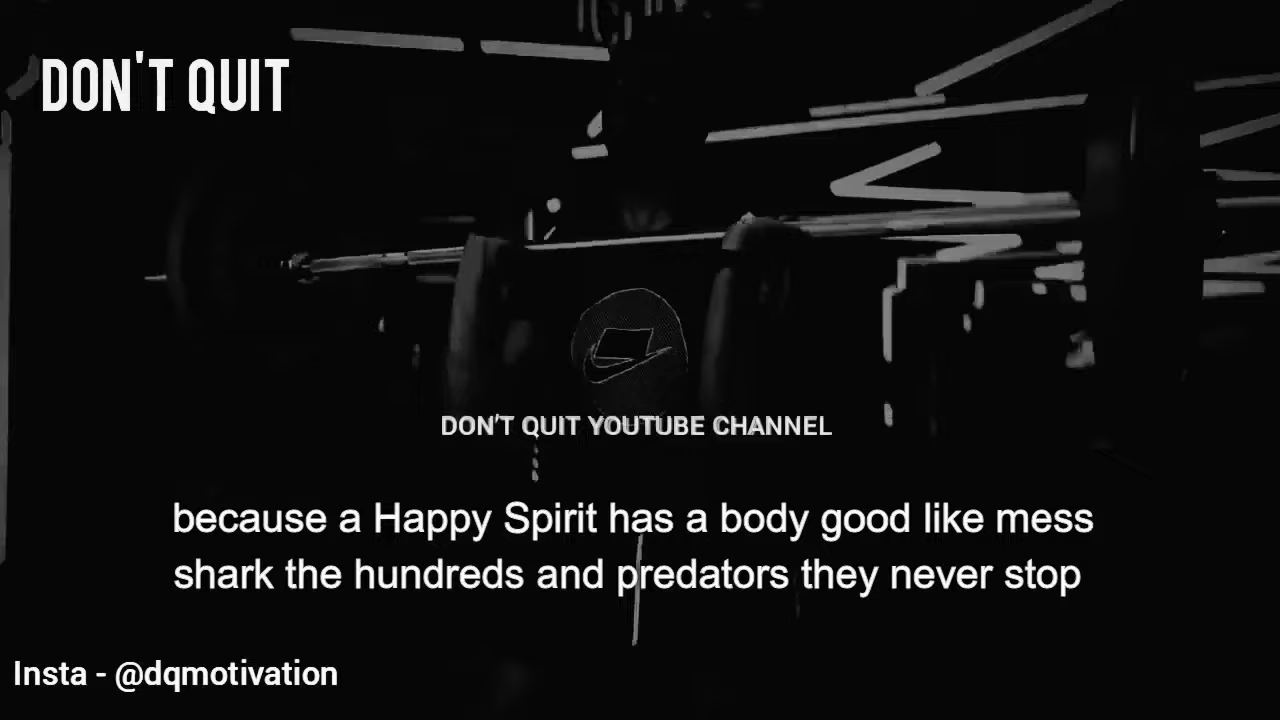 DON'T QUIT
DON'T QUIT YOUTUBE CHANNEL
because a Happy Spirit has a body good like mess
shark the hundreds and predators they never stop
Insta - @dqmotivation